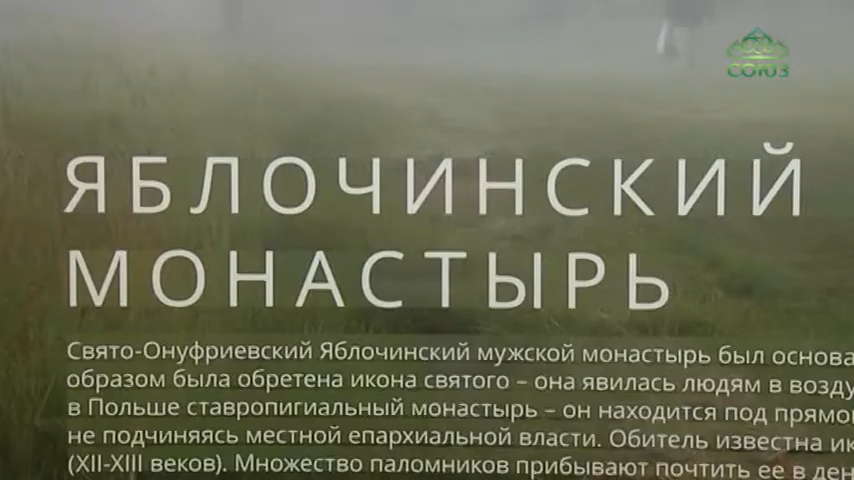 СОЮЗ
ЯБЛОЧИНСКИЙ
МОНАСТЫРЬ
Свято-Онуфриевский Яблочинский мужской монастырь был
образом была обретена икона святого – она явилась людям в
в Польше ставропигиальный монастырь – он находится под
не подчиняясь местной епархиальной власти. Обитель известна
(XII-XIII веков). Множество паломников прибывают почтить ее в